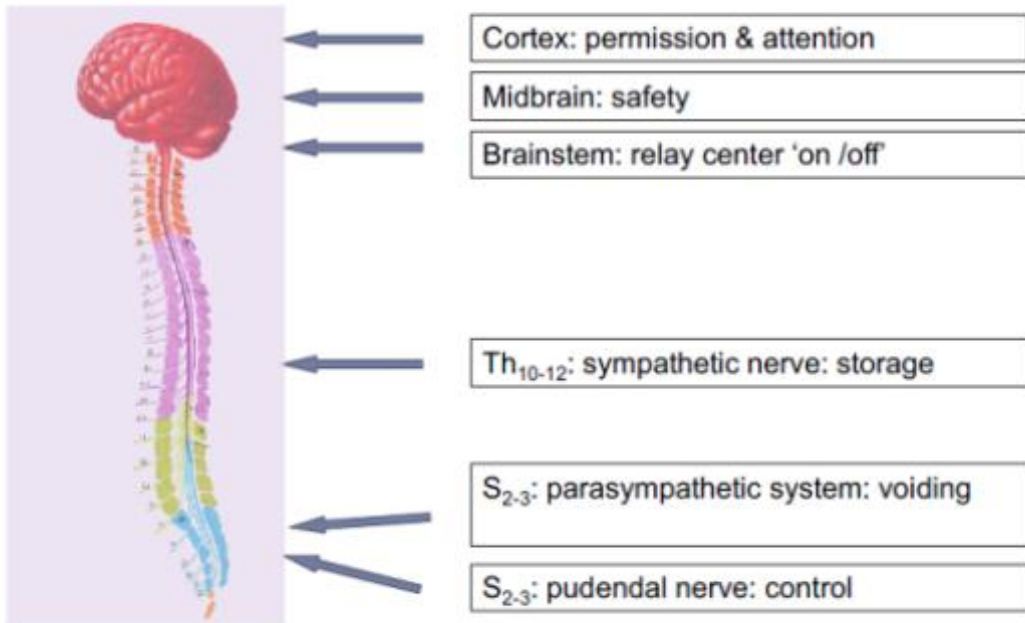 Cortex: permission & attention
Midbrain: safety
Brainstem: relay center ‘on /off’
Th10-12: sympathetic nerve: storage
S2-3: parasympathetic system: voiding
S2-3: pudendal nerve: control